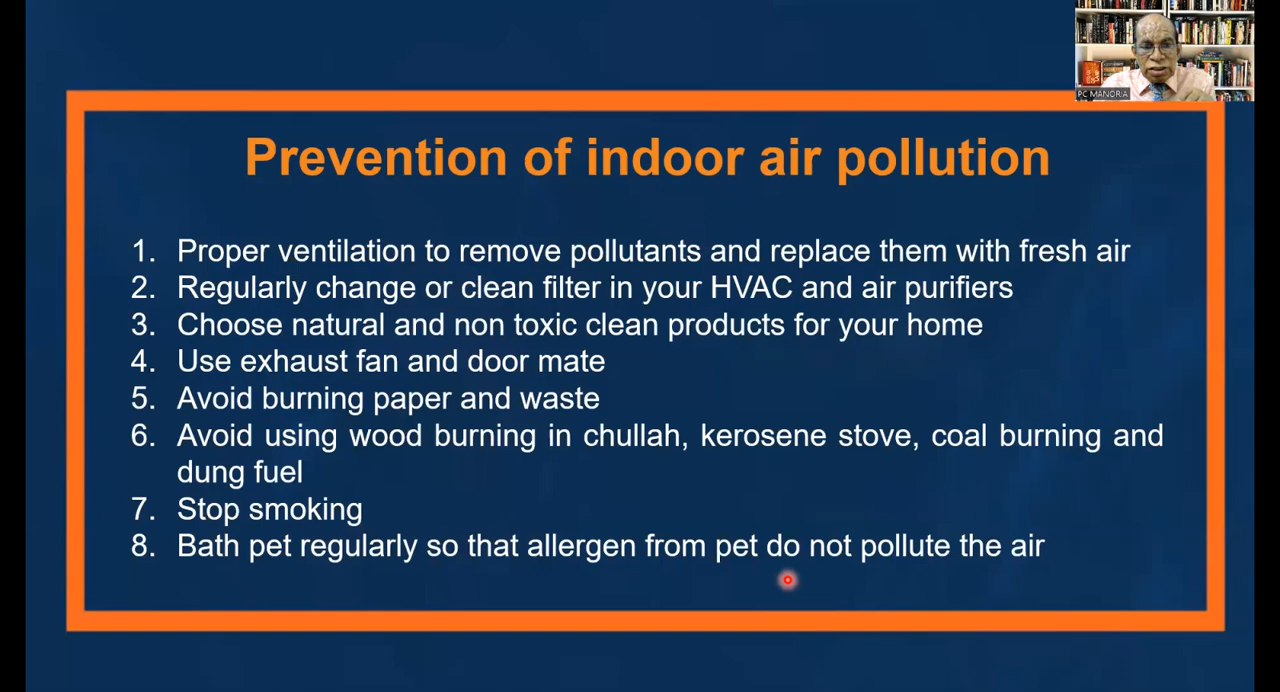 PC MANORIA
Prevention of indoor air pollution
1. Proper ventilation to remove pollutants and replace them with fresh air
2. Regularly change or clean filter in your HVAC and air purifiers
3. Choose natural and non toxic clean products for your home
4. Use exhaust fan and door mate
5. Avoid burning paper and waste
6. Avoid using wood burning in chullah, kerosene stove, coal burning and
dung fuel
7. Stop smoking
8. Bath pet regularly so that allergen from pet do not pollute the air